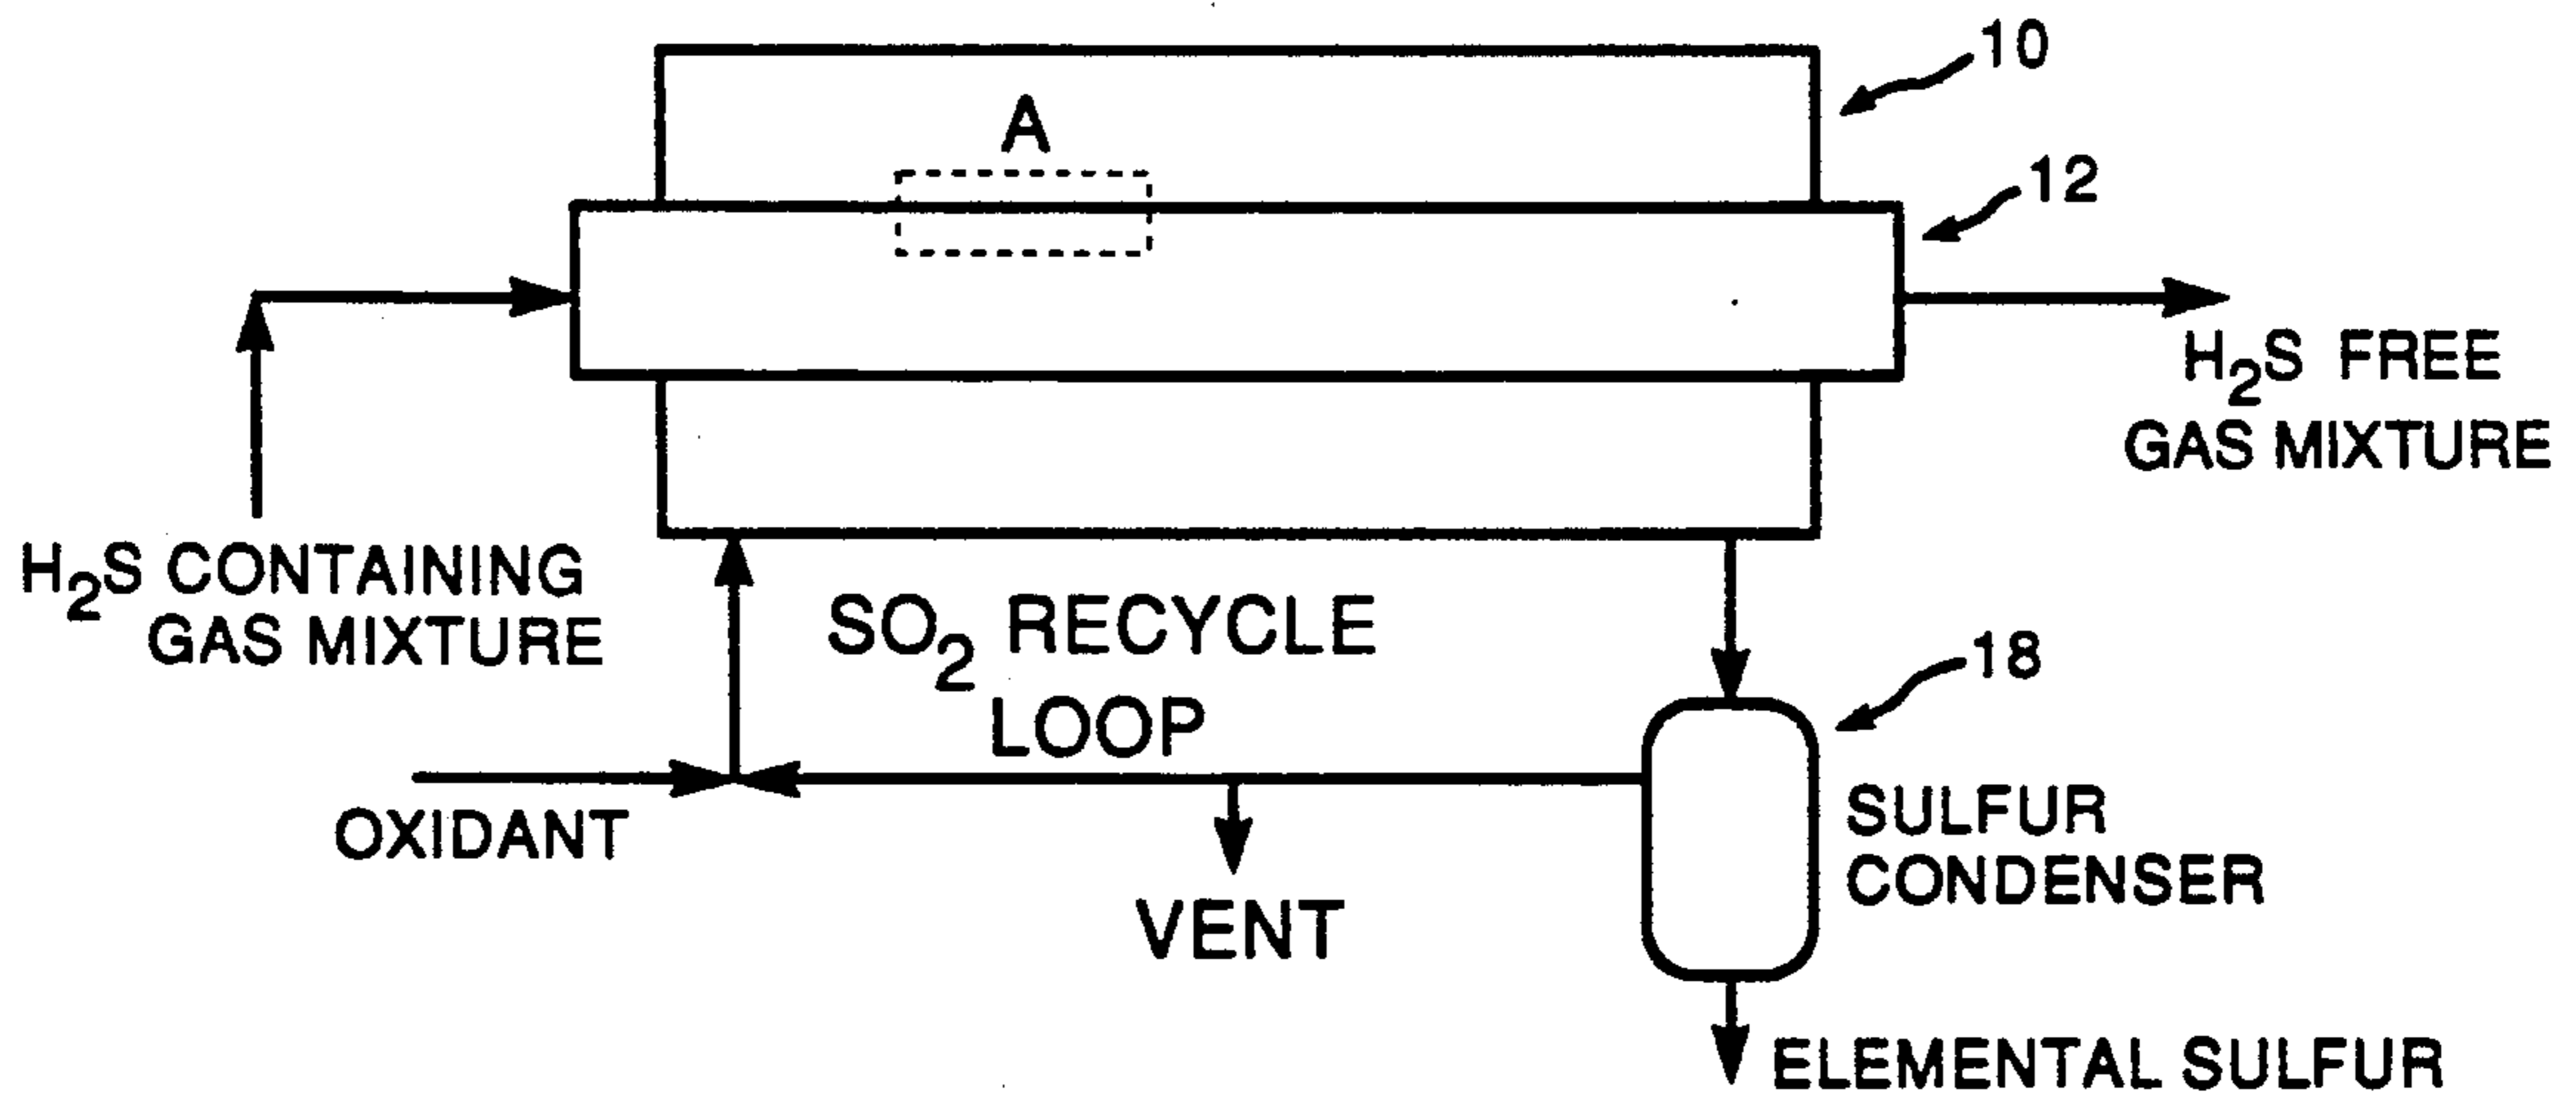 10
A
12
H2S FREE
GAS MIXTURE
H2S CONTAINING
GAS MIXTURE
SO2 RECYCLE
LOOP
18
OXIDANT
VENT
SULFUR
CONDENSER
ELEMENTAL SULFUR